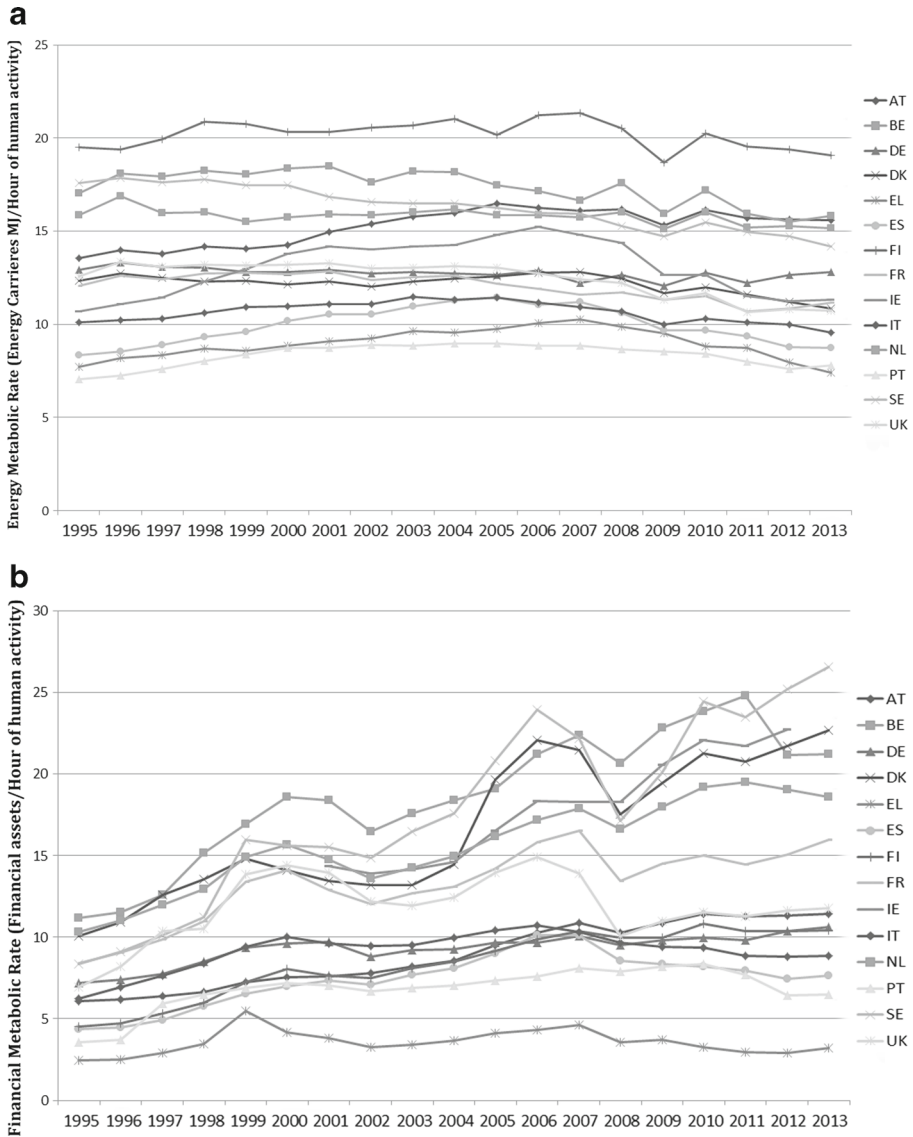 a
Energy Metabolic Rate (Energy Carrieres MJ/Hour of human activity)
25
20
15
10
5
0
1995 1996 1997 1998 1999 2000 2001 2002 2003 2004 2005 2006 2007 2008 2009 2010 2011 2012 2013
AT
BE
DE
DK
EL
ES
FI
FR
IE
IT
NL
PT
SE
UK
b
Financial Metabolic Rate (Financial assets/Hour of human activity)
30
25
20
15
10
5
0
1995 1996 1997 1998 1999 2000 2001 2002 2003 2004 2005 2006 2007 2008 2009 2010 2011 2012 2013
AT
BE
DE
DK
EL
ES
FI
FR
IE
IT
NL
PT
SE
UK